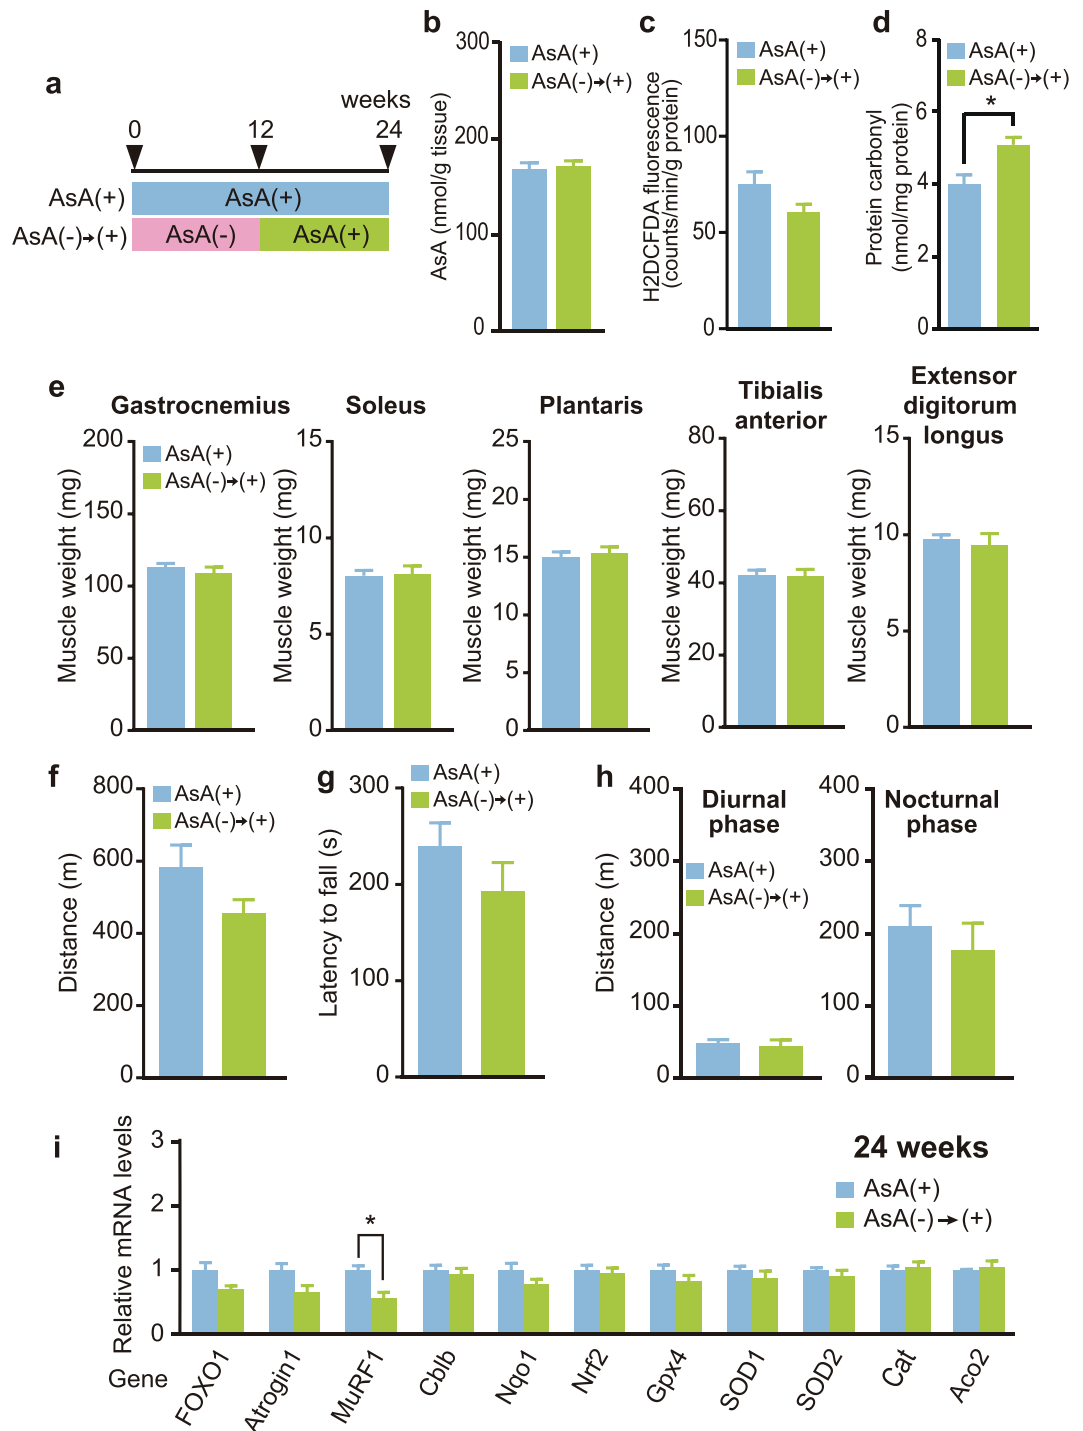 a
weeks
0 12 24
AsA(+)
AsA(+)
AsA(-)→(+)
AsA(-)
AsA(+)
b
AsA (nmol/g tissue)
300
200
100
0
AsA(+)
AsA(-)→(+)
c
H2DCFDA fluorescence
(counts/min/g protein)
150
100
50
0
AsA(+)
AsA(-)→(+)
d
Protein carbonyl
(nmol/mg protein)
8
6
4
2
0
AsA(+)
AsA(-)→(+)
*
e
Gastrocnemius
Muscle weight (mg)
200
150
100
50
0
AsA(+)
AsA(-)→(+)
Soleus
Muscle weight (mg)
15
10
5
0
Plantaris
Muscle weight (mg)
25
20
15
10
5
0
Tibialis
anterior
Muscle weight (mg)
80
60
40
20
0
Extensor
digitorum
longus
Muscle weight (mg)
15
10
5
0
f
Distance (m)
800
600
400
200
0
AsA(+)
AsA(-)→(+)
g
Latency to fall (s)
300
200
100
0
AsA(+)
AsA(-)→(+)
h
Diurnal
phase
Distance (m)
400
300
200
100
0
AsA(+)
AsA(-)→(+)
Nocturnal
phase
400
300
200
100
0
i
24 weeks
AsA(+)
AsA(-)→(+)
Relative mRNA levels
3
2
1
0
*
Gene
FOXO1
Atrogin1
MuRF1
Cblb
Nqo1
Nrf2
Gpx4
SOD1
SOD2
Cat
Aco2